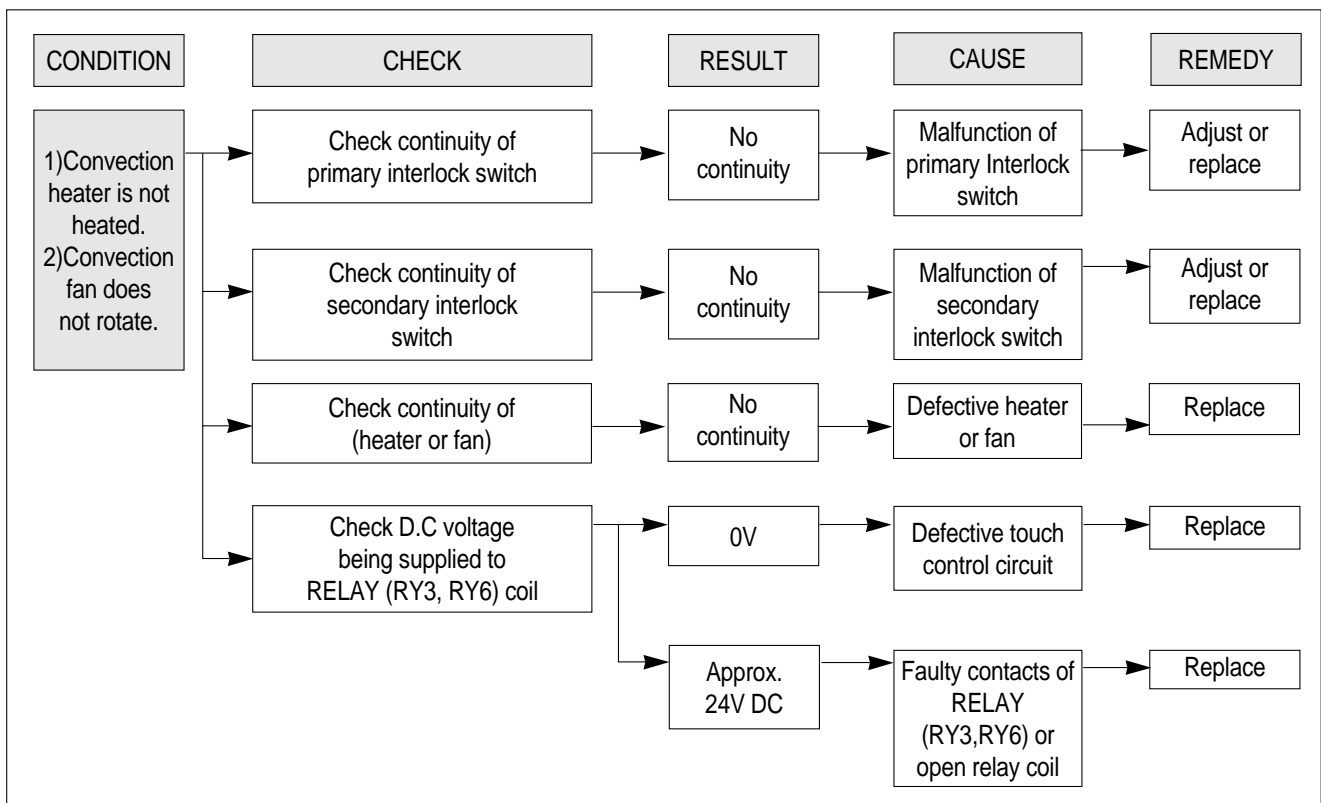 CONDITION
CHECK
RESULT
CAUSE
REMEDY
1)Convection
heater is not
heated.
2)Convection
fan does
not rotate.
Check continuity of
primary interlock switch
No
continuity
Malfunction of
primary Interlock
switch
Adjust or
replace
Check continuity of
secondary interlock
switch
No
continuity
Malfunction of
secondary
interlock switch
Adjust or
replace
Check continuity of
(heater or fan)
No
continuity
Defective heater
or fan
Replace
Check D.C voltage
being supplied to
RELAY (RY3, RY6) coil
0V
Defective touch
control circuit
Replace
Approx.
24V DC
Faulty contacts of
RELAY
(RY3,RY6) or
open relay coil
Replace